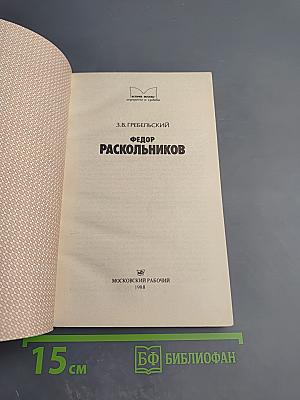 З.В. ГРЕБЕЛЬСКИЙ
ФЕДОР
РАСКОЛЬНИКОВ
МОСКОВСКИЙ РАБОЧИЙ
1988
15 см
БФ БИБЛИОФАН